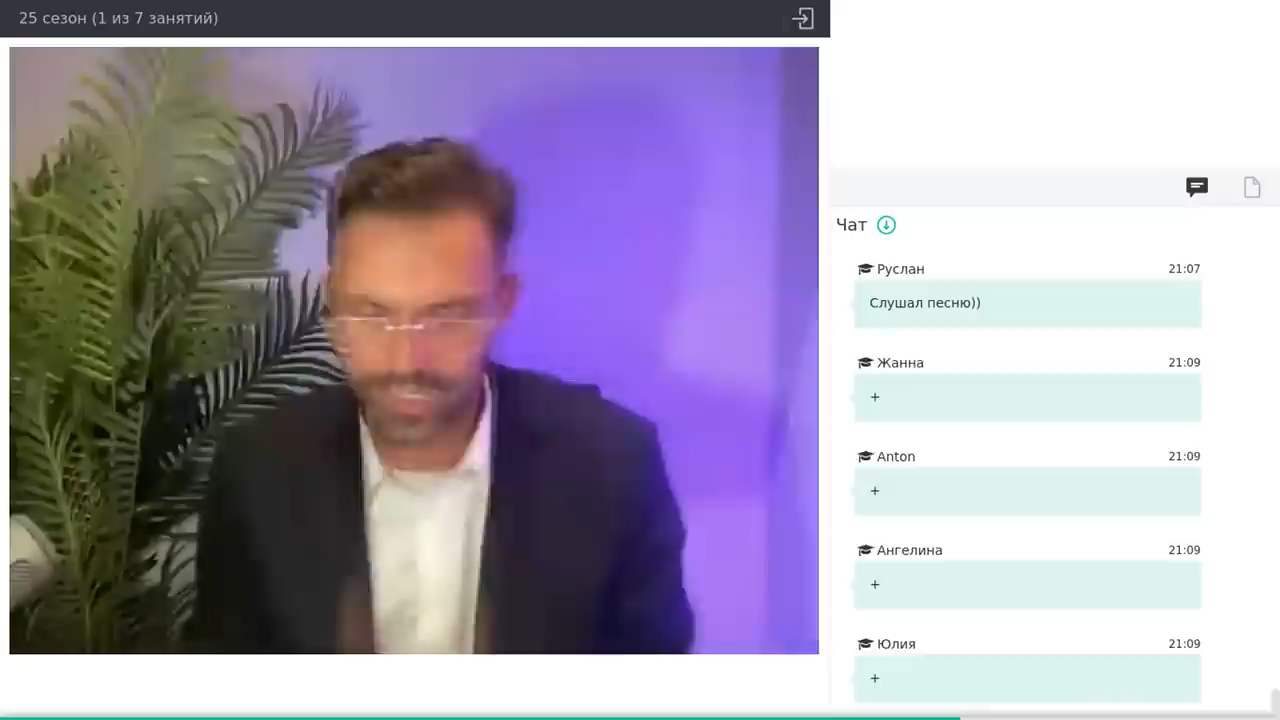 25 сезон (1 из 7 занятий)
Чат
Руслан 21:07
Слушал песню))
Жанна 21:09
+
Anton 21:09
+
Ангелина 21:09
+
Юлия 21:09
+